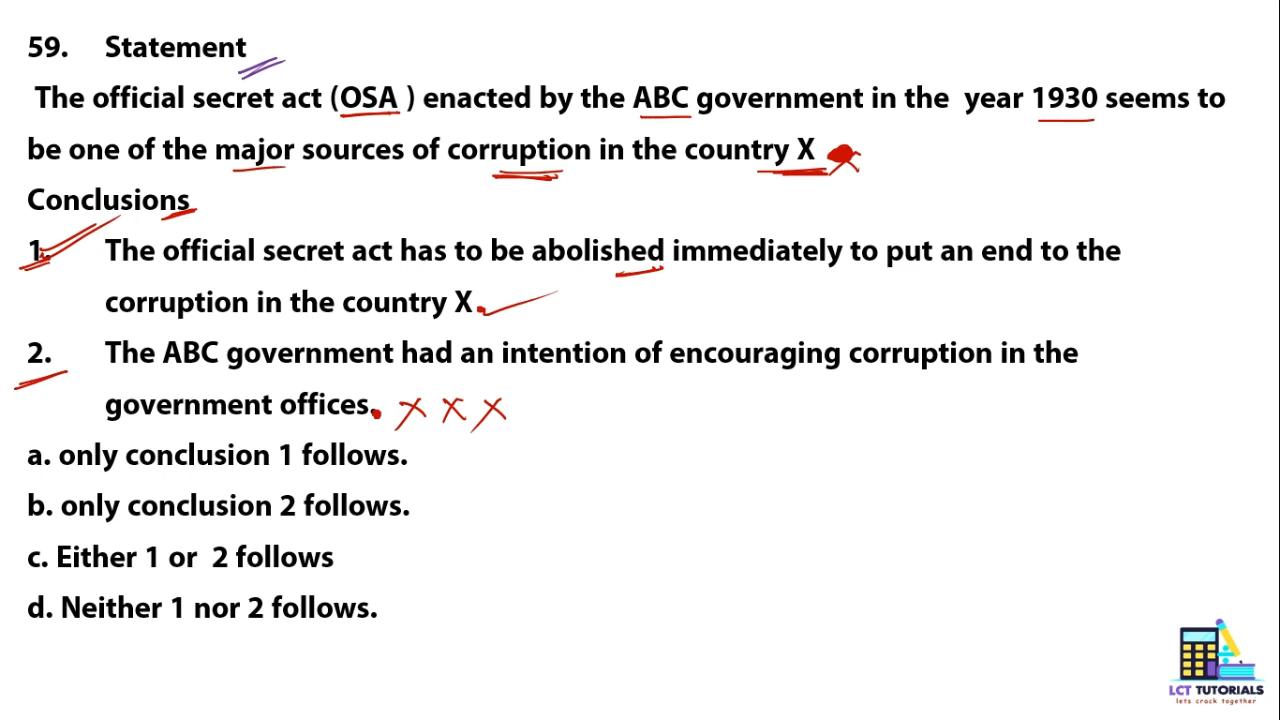 59. Statement
The official secret act (OSA ) enacted by the ABC government in the year 1930 seems to
be one of the major sources of corruption in the country X
Conclusions
1. The official secret act has to be abolished immediately to put an end to the
corruption in the country X.
2. The ABC government had an intention of encouraging corruption in the
government offices. X X X
a. only conclusion 1 follows.
b. only conclusion 2 follows.
c. Either 1 or 2 follows
d. Neither 1 nor 2 follows.
LCT TUTORIALS
lets crack together